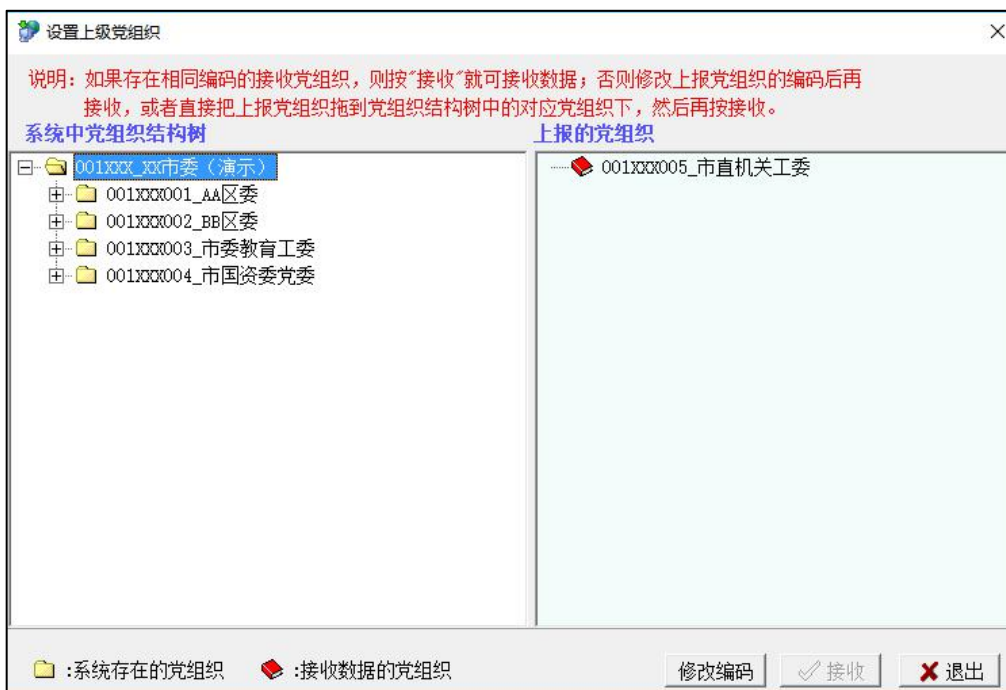 设置上级党组织
说明：如果存在相同编码的接收党组织，则按"接收"就可接收数据；否则修改上报党组织的编码后再
接收，或者直接把上报党组织拖到党组织结构树中的对应党组织下，然后再按接收。
系统中党组织结构树
上报的党组织
001XXX_XX市委（演示）
001XXX001_AA区委
001XXX002_BB区委
001XXX003_市委教育工委
001XXX004_市国资委党委
001XXX005_市直机关工委
:系统存在的党组织
:接收数据的党组织
修改编码
接收
退出